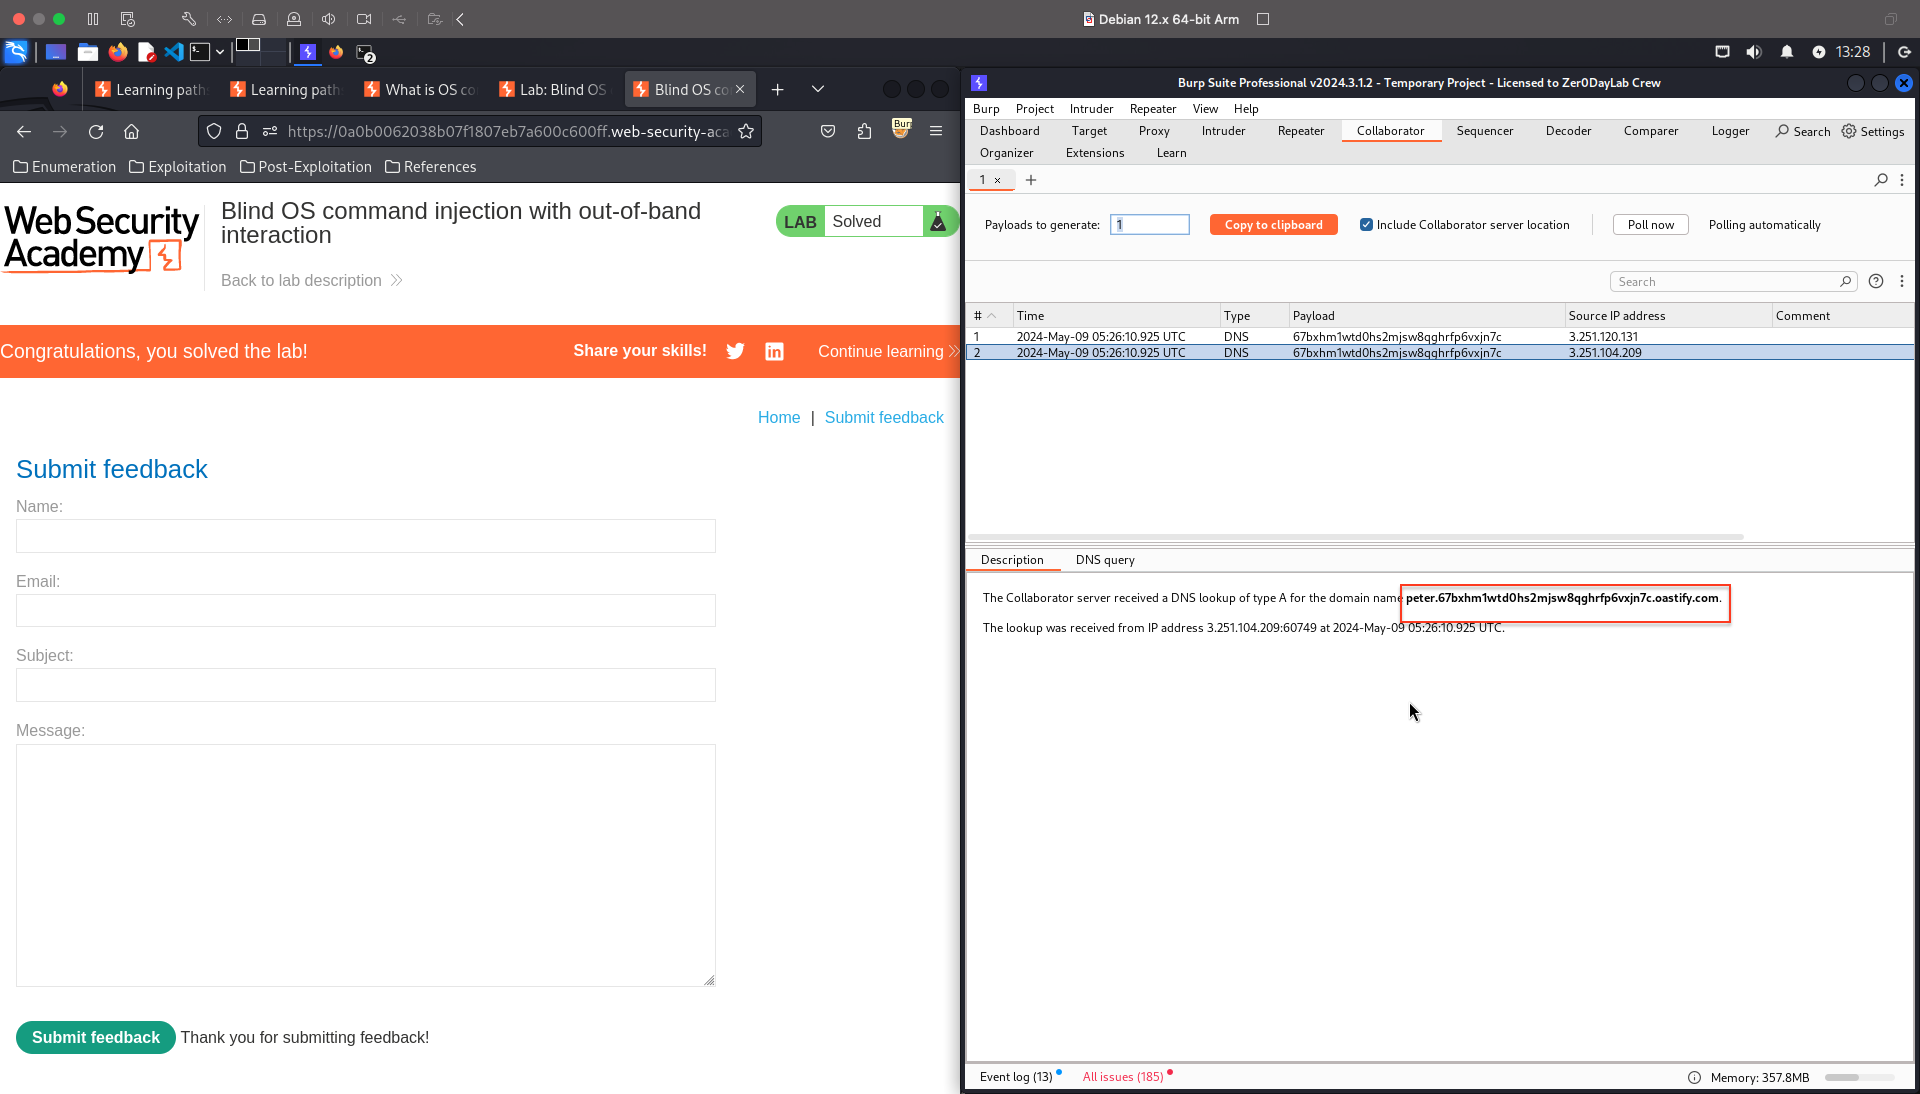 Debian 12.x 64-bit Arm
2
13:28
Learning path
Learning path
What is OS co
Lab: Blind OS
Blind OS co
https://0a0b0062038b07f1807eb7a600c600ff.web-security-aca
Bur
Enumeration
Exploitation
Post-Exploitation
References
Web Security
Academy
Blind OS command injection with out-of-band
interaction
Back to lab description
LAB Solved
Congratulations, you solved the lab!
Share your skills!
Continue learning
Home | Submit feedback
Submit feedback
Name:
Email:
Subject:
Message:
Submit feedback
Thank you for submitting feedback!
Burp Suite Professional v2024.3.1.2 - Temporary Project - Licensed to Zer0DayLab Crew
Burp Project Intruder Repeater View Help
Dashboard Target Proxy Intruder Repeater Collaborator Sequencer Decoder Comparer Logger Search Settings
Organizer Extensions Learn
1 × +
Payloads to generate: 1 Copy to clipboard Include Collaborator server location Poll now Polling automatically
Search
# Time Type Payload Source IP address Comment
1 2024-May-09 05:26:10.925 UTC DNS 67bxhm1wtd0hs2mjsw8qghrfp6vxjn7c 3.251.120.131
2 2024-May-09 05:26:10.925 UTC DNS 67bxhm1wtd0hs2mjsw8qghrfp6vxjn7c 3.251.104.209
Description DNS query
The Collaborator server received a DNS lookup of type A for the domain name peter.67bxhm1wtd0hs2mjsw8qghrfp6vxjn7c.oastify.com.
The lookup was received from IP address 3.251.104.209:60749 at 2024-May-09 05:26:10.925 UTC.
Event log (13) All issues (185) Memory: 357.8MB